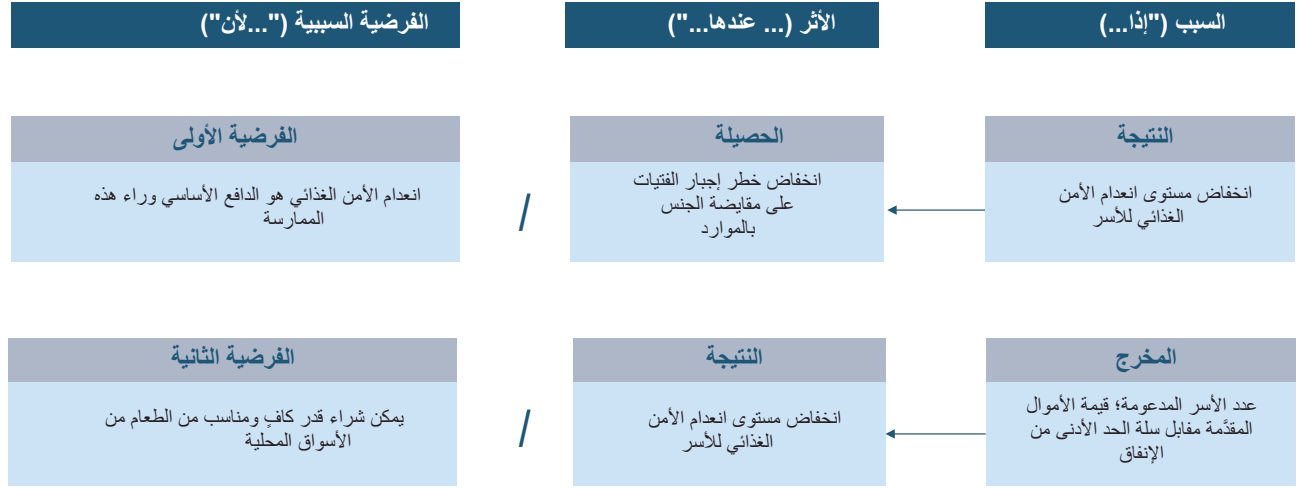 السبب ("إذا...)
الأثر (... عندها...")
الفرضية السببية ("...لأن")
النتيجة
انخفاض مستوى انعدام الأمن
الغذائي للأسر
الحصيلة
انخفاض خطر إجبار الفتيات
على مقايضة الجنس
بالموارد
/
الفرضية الأولى
انعدام الأمن الغذائي هو الدافع الأساسي وراء هذه
الممارسة
المخرج
عدد الأسر المدعومة؛ قيمة الأموال
المقدَّمة مقابل سلة الحد الأدنى من
الإنفاق
النتيجة
انخفاض مستوى انعدام الأمن
الغذائي للأسر
/
الفرضية الثانية
يمكن شراء قدر كافٍ ومناسب من الطعام من
الأسواق المحلية